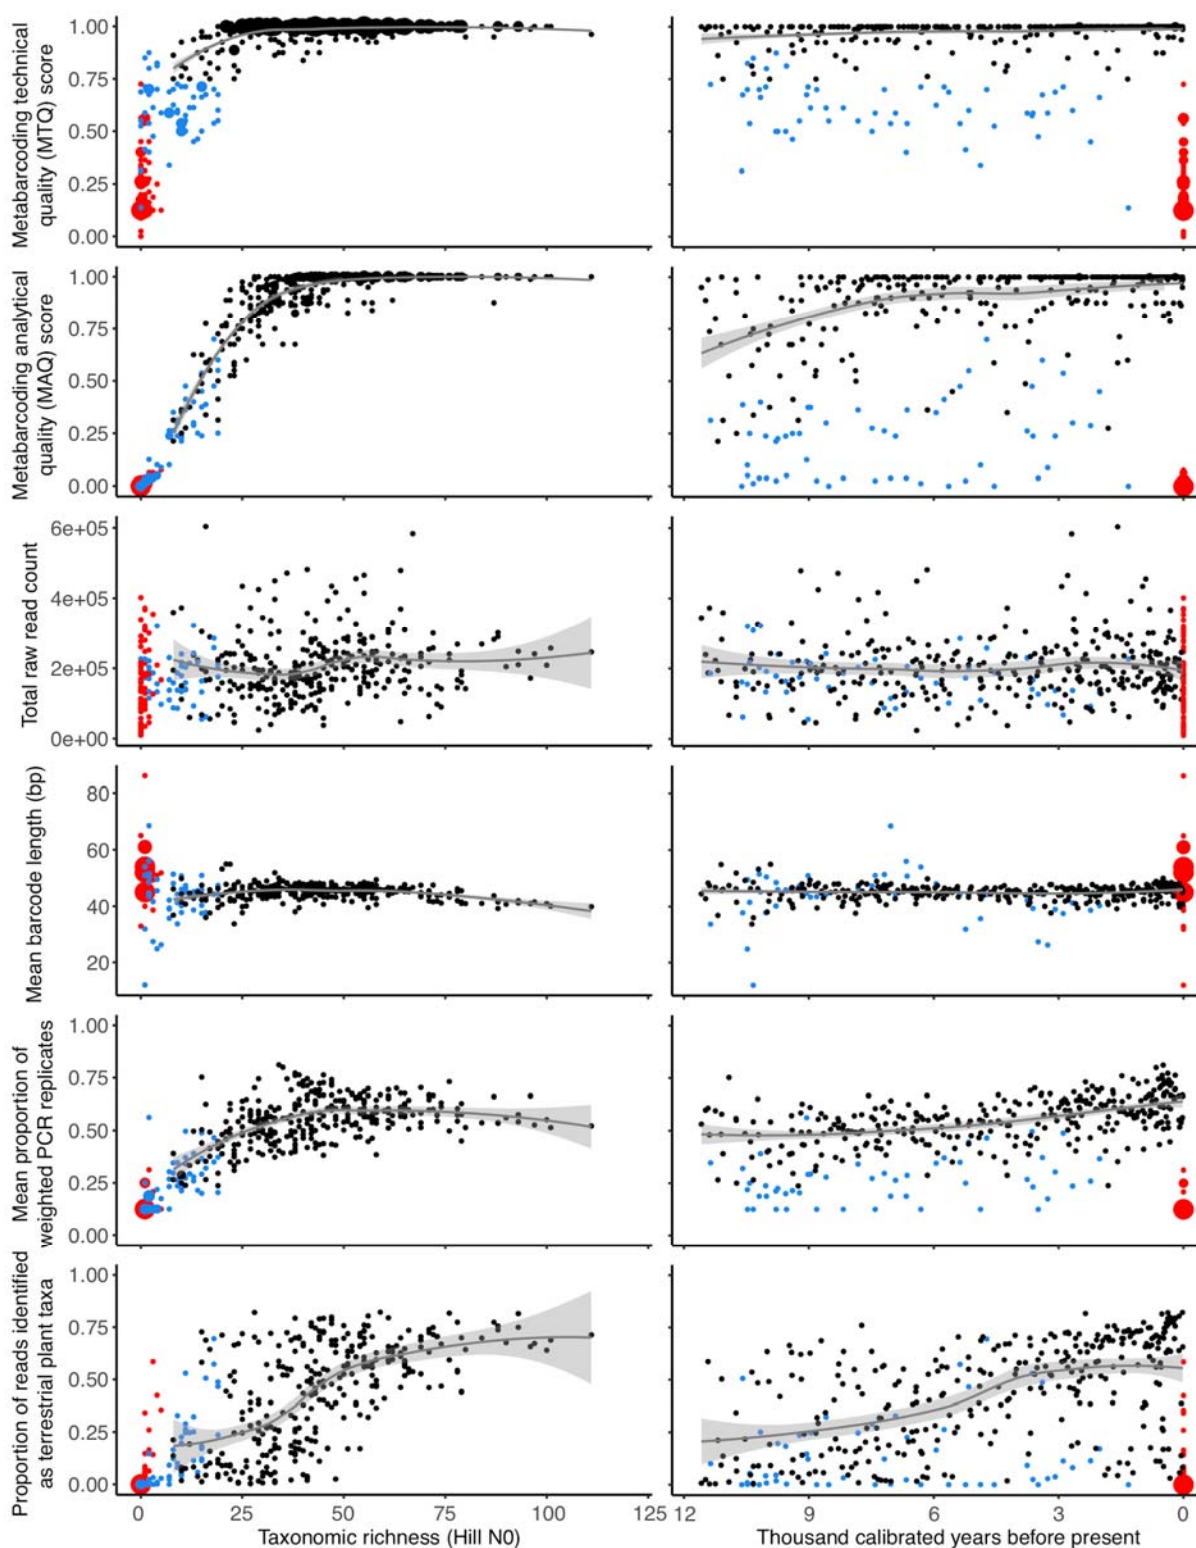 Metabarcoding technical
quality (MTQ) score
1.00
0.75
0.50
0.25
0.00
Metabarcoding analytical
quality (MAQ) score
1.00
0.75
0.50
0.25
0.00
Total raw read count
6e+05
4e+05
2e+05
0e+00
Mean barcode length (bp)
80
60
40
20
Mean proportion of
weighted PCR replicates
1.00
0.75
0.50
0.25
0.00
Proportion of reads identified
as terrestrial plant taxa
1.00
0.75
0.50
0.25
0.00
0 25 50 75 100 125
Taxonomic richness (Hill N0)
12 9 6 3 0
Thousand calibrated years before present